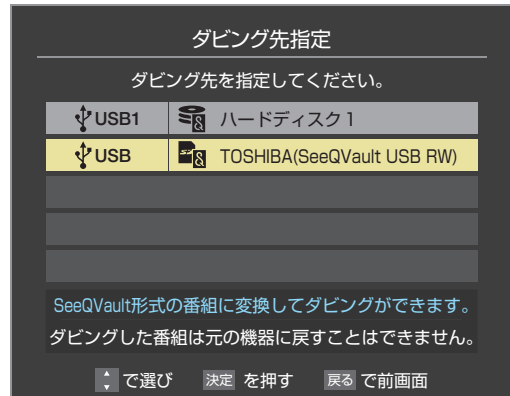 ダビング先指定
ダビング先を指定してください。
USB1 ハードディスク1
USB TOSHIBA(SeeQVault USB RW)
SeeQVault形式の番組に変換してダビングができます。
ダビングした番組は元の機器に戻すことはできません。
で選び 決定 を押す 戻る で前画面